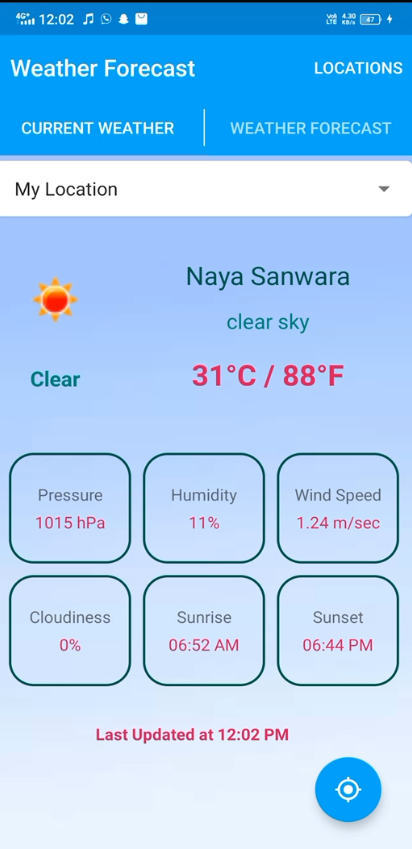 4G+ 12:02 VoI LTE 4.30 KB/s 47
Weather Forecast LOCATIONS
CURRENT WEATHER WEATHER FORECAST
My Location
Naya Sanwara
clear sky
Clear 31°C / 88°F
Pressure Humidity Wind Speed
1015 hPa 11% 1.24 m/sec
Cloudiness Sunrise Sunset
0% 06:52 AM 06:44 PM
Last Updated at 12:02 PM